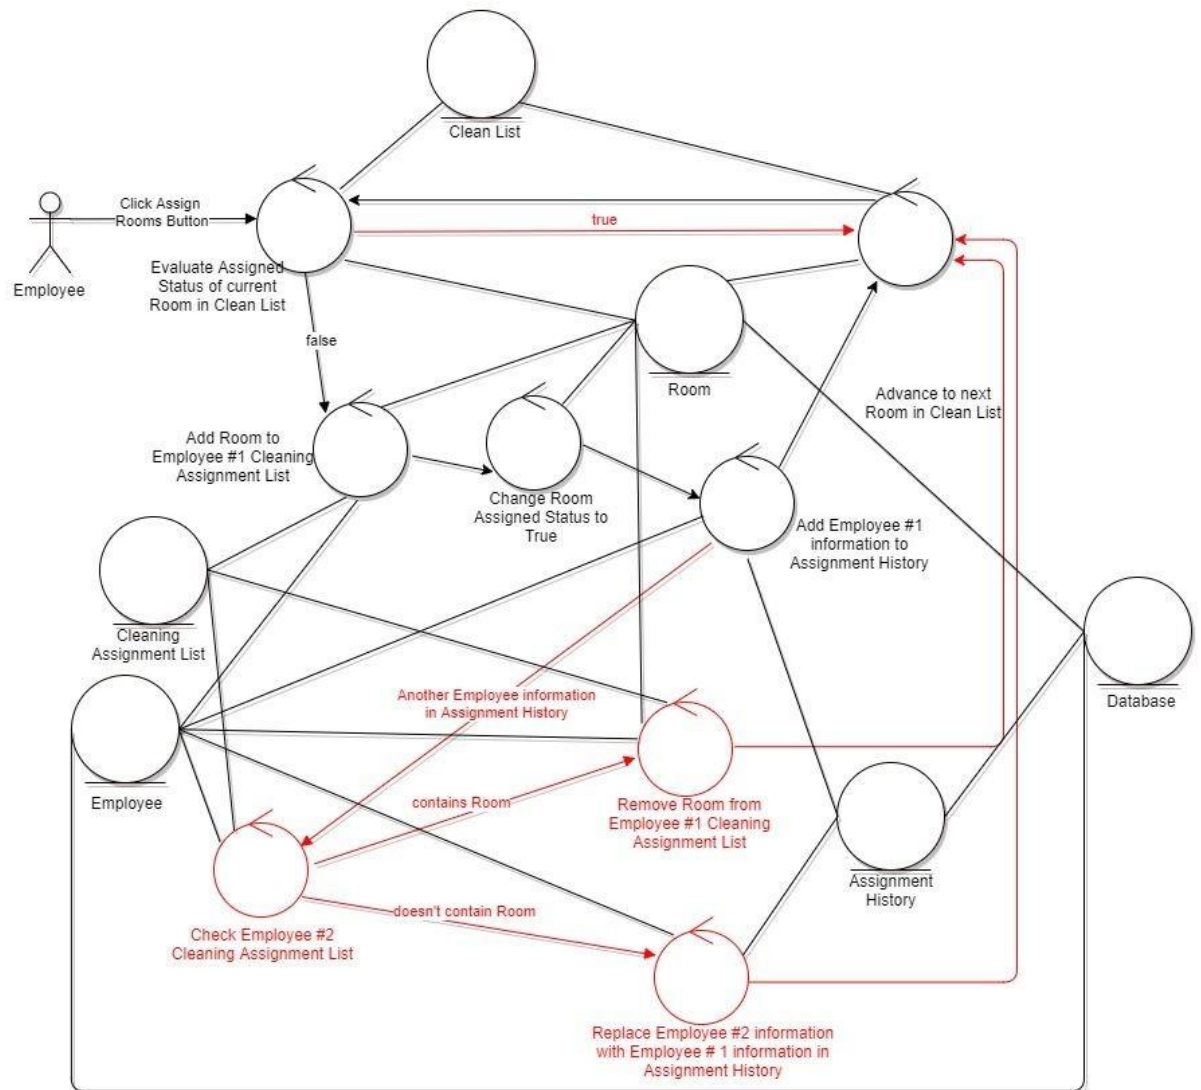 Clean List
Click Assign
Rooms Button
true
Employee
Evaluate Assigned
Status of current
Room in Clean List
false
Room
Advance to next
Room in Clean List
Add Room to
Employee #1 Cleaning
Assignment List
Change Room
Assigned Status to
True
Add Employee #1
information to
Assignment History
Cleaning
Assignment List
Another Employee information
in Assignment History
Database
Employee
contains Room
Remove Room from
Employee #1 Cleaning
Assignment List
Assignment
History
doesn't contain Room
Check Employee #2
Cleaning Assignment List
Replace Employee #2 information
with Employee # 1 information in
Assignment History